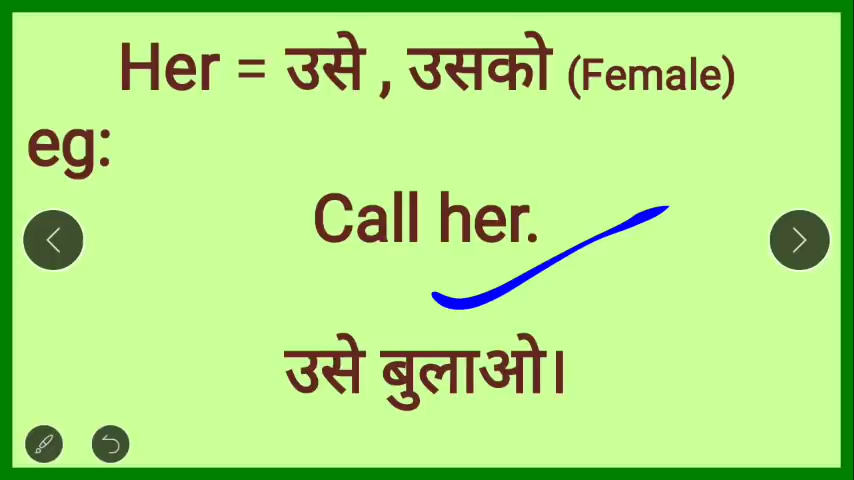 Her = उसे , उसको (Female)
eg:
Call her.
उसे बुलाओ।